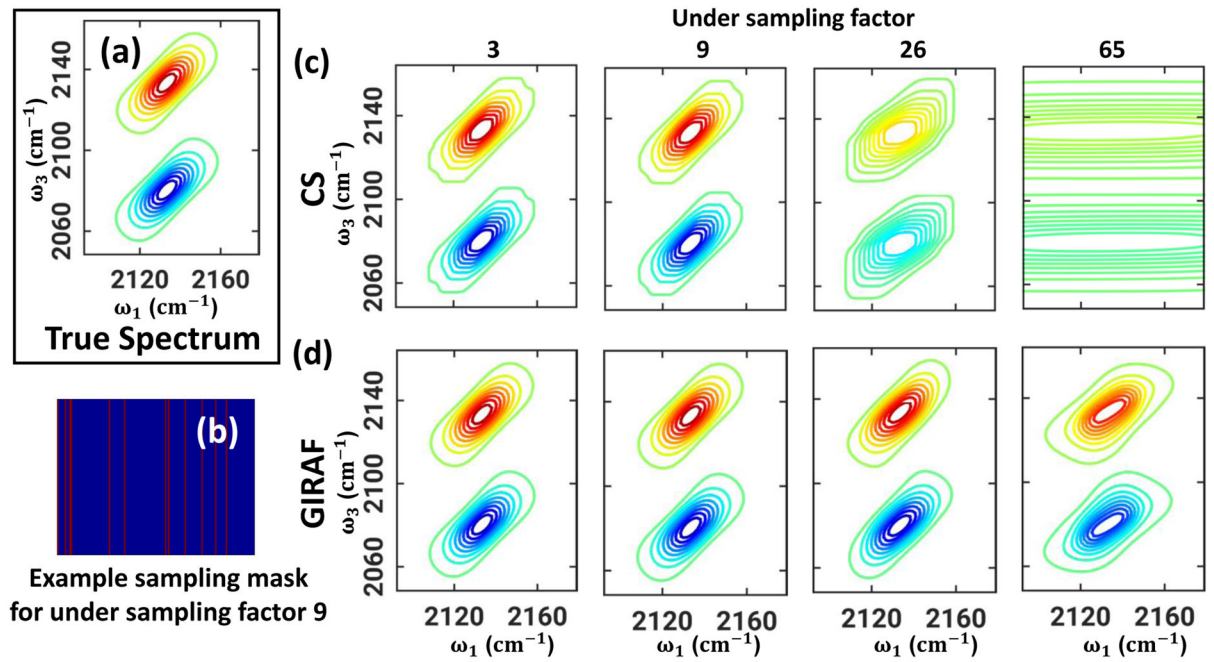 (a)
2140
2100
2060
ω₃ (cm⁻¹)
2120 2160
ω₁ (cm⁻¹)
True Spectrum
(b)
Example sampling mask
for under sampling factor 9
Under sampling factor
3 9 26 65
(c)
CS
2140
2100
2060
ω₃ (cm⁻¹)
(d)
GIRAF
2140
2100
2060
ω₃ (cm⁻¹)
2120 2160 2120 2160 2120 2160 2120 2160
ω₁ (cm⁻¹) ω₁ (cm⁻¹) ω₁ (cm⁻¹) ω₁ (cm⁻¹)